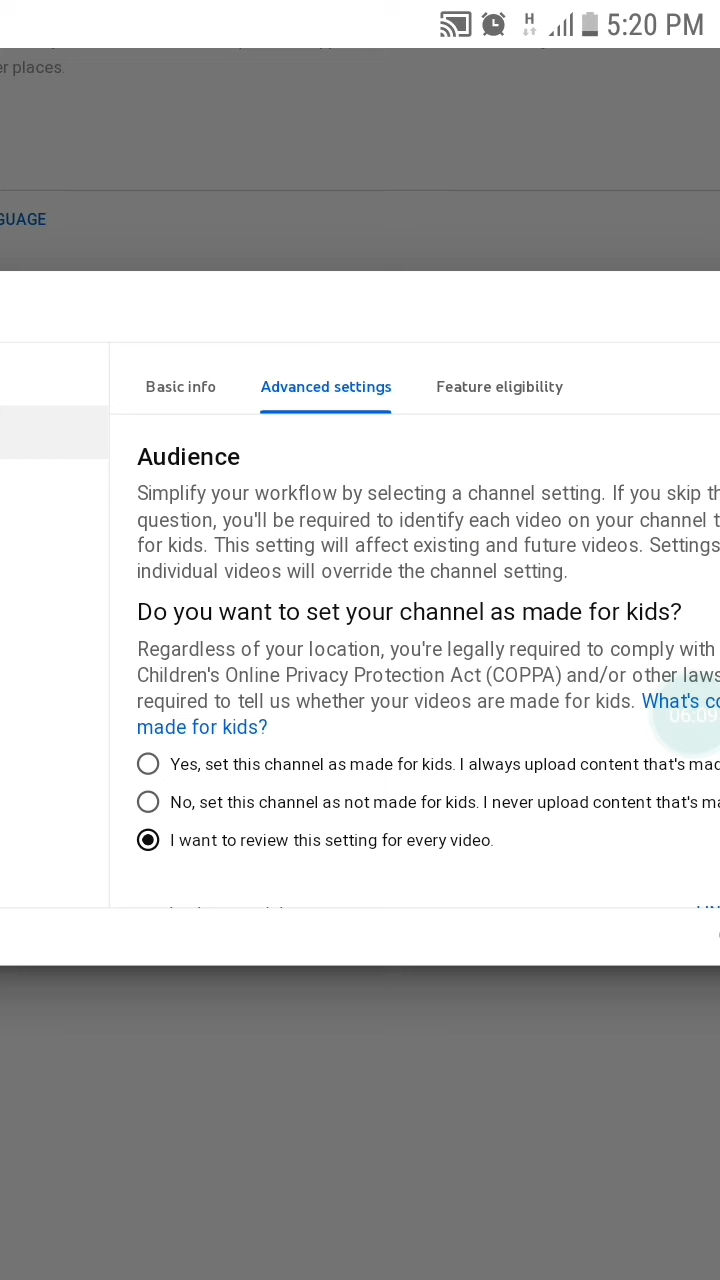 H 5:20 PM
er places.
GUAGE
Basic info Advanced settings Feature eligibility
Audience
Simplify your workflow by selecting a channel setting. If you skip th
question, you'll be required to identify each video on your channel t
for kids. This setting will affect existing and future videos. Settings
individual videos will override the channel setting.
Do you want to set your channel as made for kids?
Regardless of your location, you're legally required to comply with
Children's Online Privacy Protection Act (COPPA) and/or other laws
required to tell us whether your videos are made for kids. What's co
06:09
made for kids?
Yes, set this channel as made for kids. I always upload content that's mad
No, set this channel as not made for kids. I never upload content that's ma
I want to review this setting for every video.